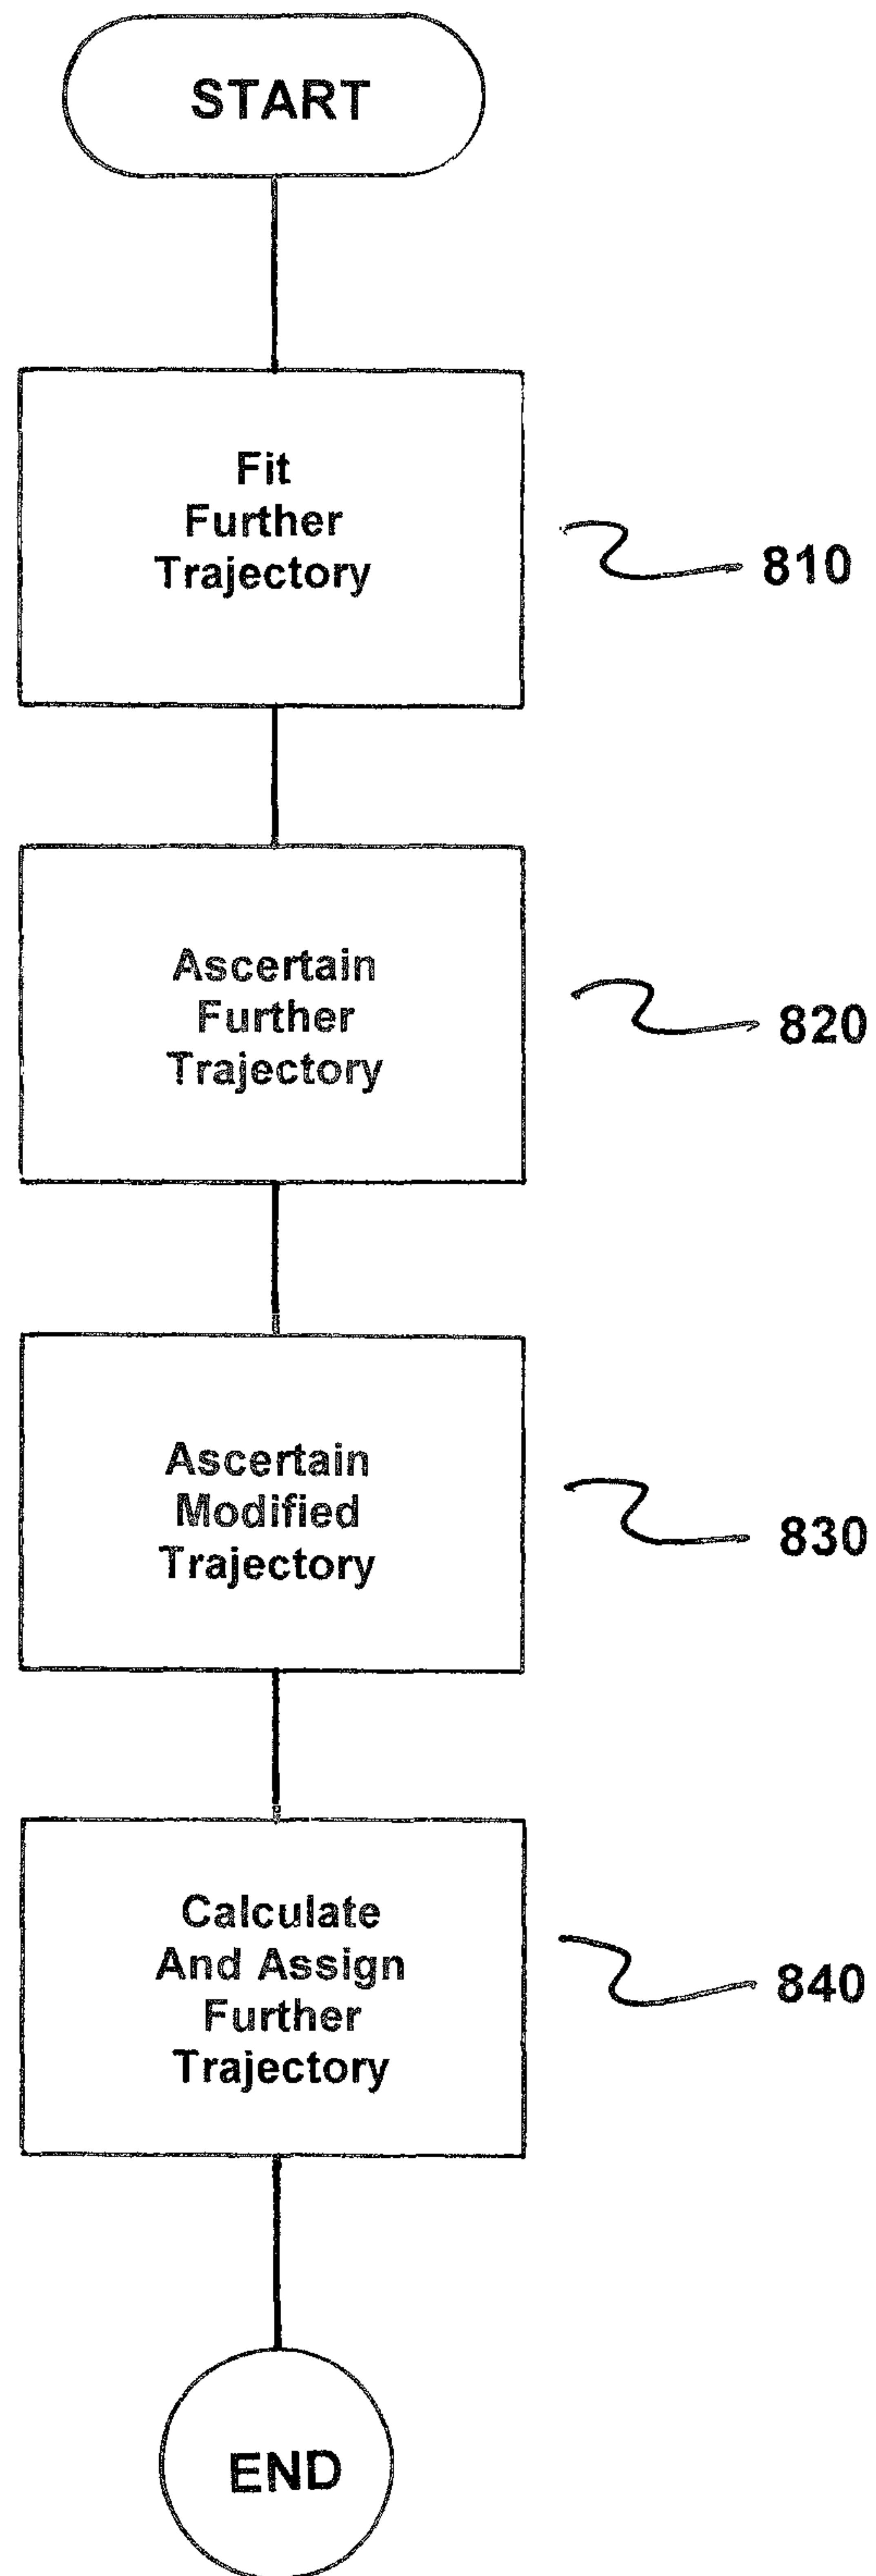 START
Fit
Further
Trajectory
810
Ascertain
Further
Trajectory
820
Ascertain
Modified
Trajectory
830
Calculate
And Assign
Further
Trajectory
840
END